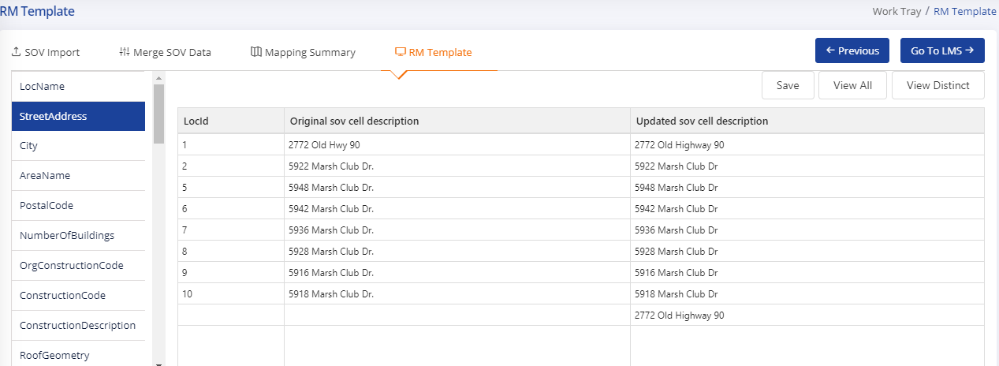 RM Template
Work Tray / RM Template
SOV Import
Merge SOV Data
Mapping Summary
RM Template
← Previous
Go To LMS →
Save
View All
View Distinct
LocName
StreetAddress
City
AreaName
PostalCode
NumberOfBuildings
OrgConstructionCode
ConstructionCode
ConstructionDescription
RoofGeometry
LocId Original sov cell description Updated sov cell description
1 2772 Old Hwy 90 2772 Old Highway 90
2 5922 Marsh Club Dr. 5922 Marsh Club Dr
5 5948 Marsh Club Dr. 5948 Marsh Club Dr
6 5942 Marsh Club Dr. 5942 Marsh Club Dr
7 5936 Marsh Club Dr. 5936 Marsh Club Dr
8 5928 Marsh Club Dr. 5928 Marsh Club Dr
9 5916 Marsh Club Dr. 5916 Marsh Club Dr
10 5918 Marsh Club Dr. 5918 Marsh Club Dr
2772 Old Highway 90